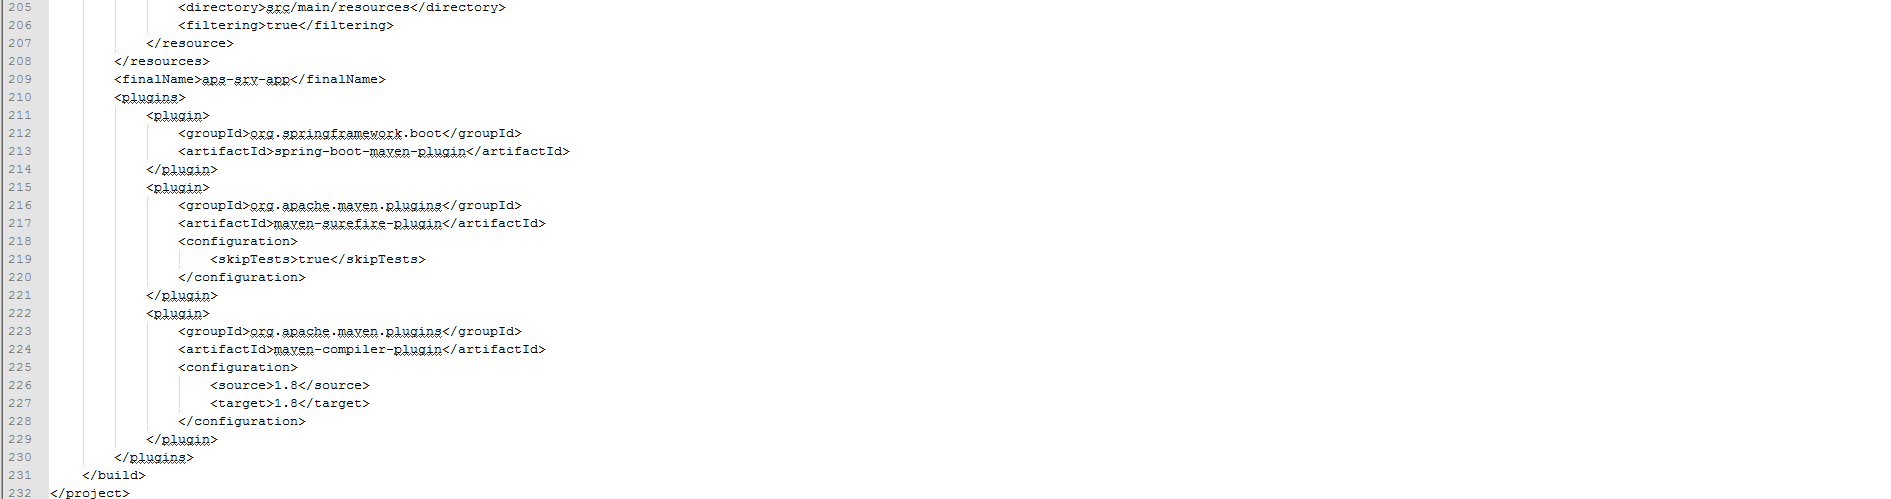 205 <directory>src/main/resources</directory>
206 <filtering>true</filtering>
207 </resource>
208 </resources>
209 <finalName>aps-srv-app</finalName>
210 <plugins>
211 <plugin>
212 <groupId>org.springframework.boot</groupId>
213 <artifactId>spring-boot-maven-plugin</artifactId>
214 </plugin>
215 <plugin>
216 <groupId>org.apache.maven.plugins</groupId>
217 <artifactId>maven-surefire-plugin</artifactId>
218 <configuration>
219 <skipTests>true</skipTests>
220 </configuration>
221 </plugin>
222 <plugin>
223 <groupId>org.apache.maven.plugins</groupId>
224 <artifactId>maven-compiler-plugin</artifactId>
225 <configuration>
226 <source>1.8</source>
227 <target>1.8</target>
228 </configuration>
229 </plugin>
230 </plugins>
231 </build>
232 </project>